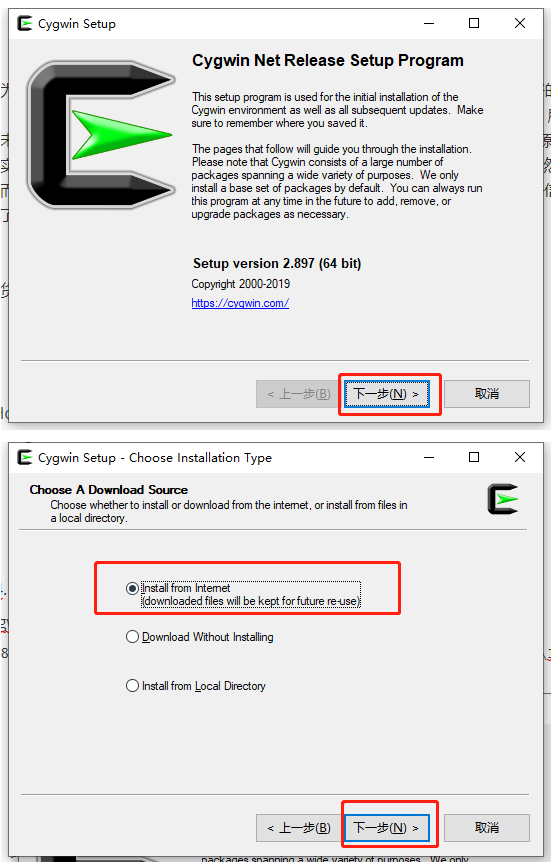 Cygwin Setup
Cygwin Net Release Setup Program
This setup program is used for the initial installation of the
Cygwin environment as well as all subsequent updates. Make
sure to remember where you saved it.
The pages that follow will guide you through the installation.
Please note that Cygwin consists of a large number of
packages spanning a wide variety of purposes. We only
install a base set of packages by default. You can always run
this program at any time in the future to add, remove, or
upgrade packages as necessary.
Setup version 2.897 (64 bit)
Copyright 2000-2019
https://cygwin.com/
< 上一步(B)
下一步(N) >
取消
Cygwin Setup - Choose Installation Type
Choose A Download Source
Choose whether to install or download from the internet, or install from files in
a local directory.
Install from Internet
(downloaded files will be kept for future re-use)
Download Without Installing
Install from Local Directory
< 上一步(B)
下一步(N) >
取消
packages spanning a wide variety of purposes. We only